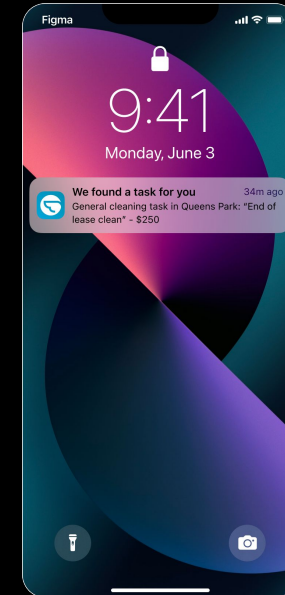 Figma
9:41
Monday, June 3
We found a task for you 34m ago
General cleaning task in Queens Park: “End of
lease clean” - $250